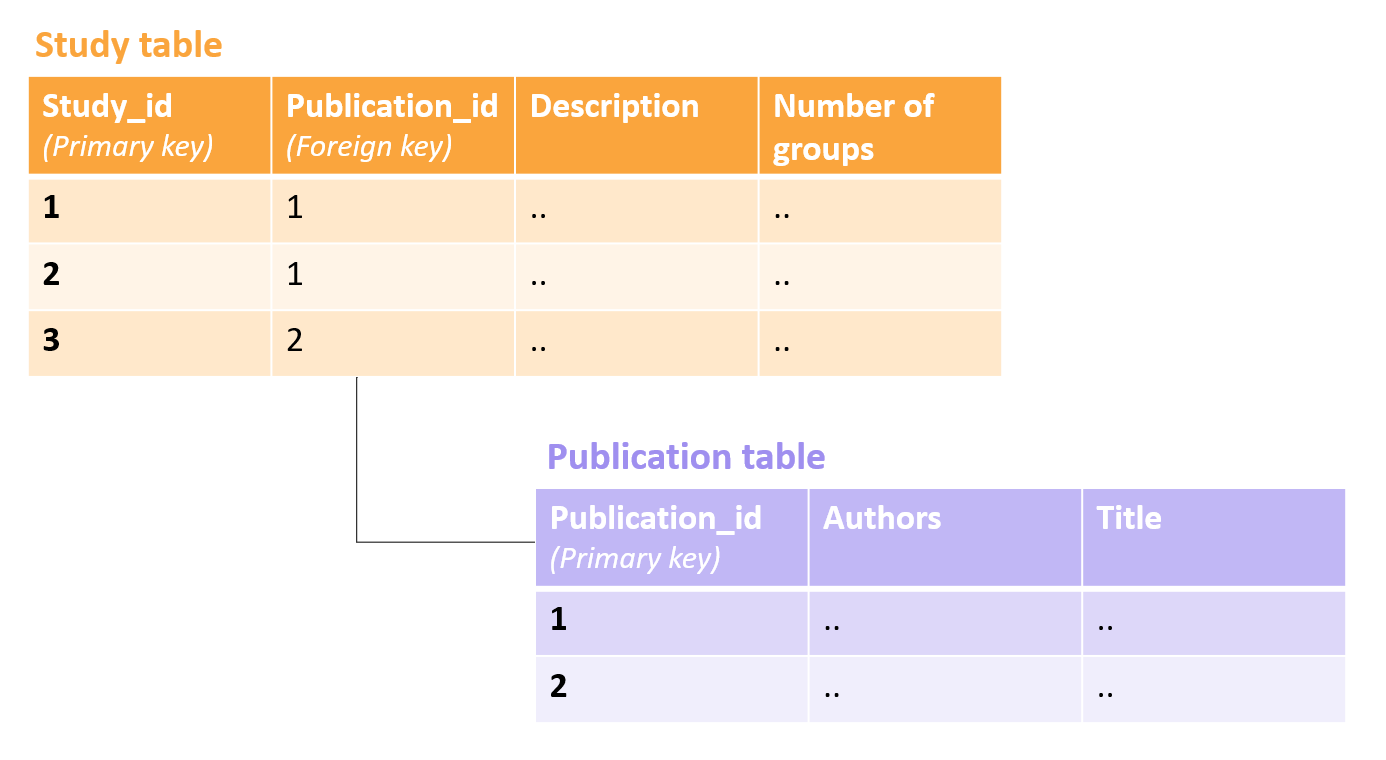 Study table
Study_id Publication_id Description Number of
(Primary key) (Foreign key) groups
1 1 .. ..
2 1 .. ..
3 2 .. ..
Publication table
Publication_id Authors Title
(Primary key)
1 .. ..
2 .. ..